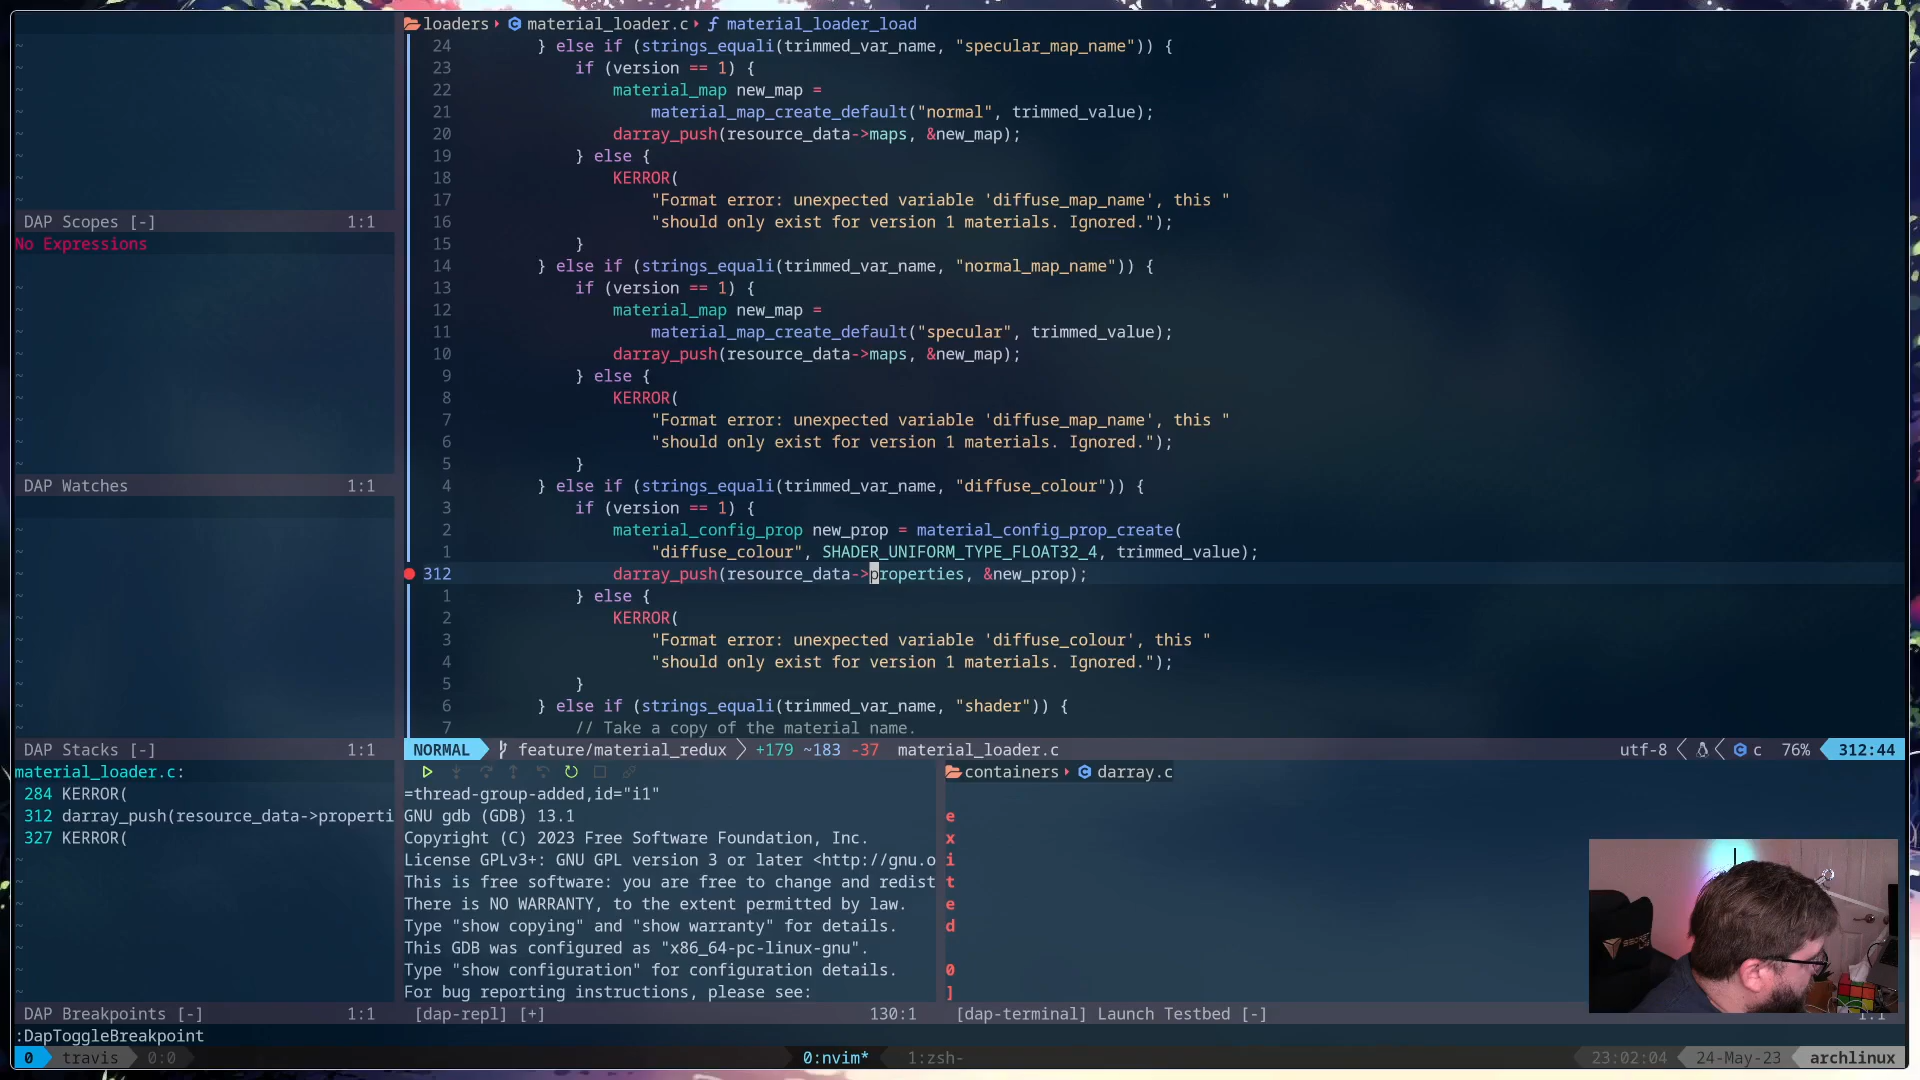 loaders › material_loader.c › ƒ material_loader_load
24 } else if (strings_equali(trimmed_var_name, "specular_map_name")) {
23 if (version == 1) {
22 material_map new_map =
21 material_map_create_default("normal", trimmed_value);
20 darray_push(resource_data->maps, &new_map);
19 } else {
18 KERROR(
17 "Format error: unexpected variable 'diffuse_map_name', this "
16 "should only exist for version 1 materials. Ignored.");
15 }
14 } else if (strings_equali(trimmed_var_name, "normal_map_name")) {
13 if (version == 1) {
12 material_map new_map =
11 material_map_create_default("specular", trimmed_value);
10 darray_push(resource_data->maps, &new_map);
9 } else {
8 KERROR(
7 "Format error: unexpected variable 'diffuse_map_name', this "
6 "should only exist for version 1 materials. Ignored.");
5 }
4 } else if (strings_equali(trimmed_var_name, "diffuse_colour")) {
3 if (version == 1) {
2 material_config_prop new_prop = material_config_prop_create(
1 "diffuse_colour", SHADER_UNIFORM_TYPE_FLOAT32_4, trimmed_value);
312 darray_push(resource_data->properties, &new_prop);
1 } else {
2 KERROR(
3 "Format error: unexpected variable 'diffuse_colour', this "
4 "should only exist for version 1 materials. Ignored.");
5 }
6 } else if (strings_equali(trimmed_var_name, "shader")) {
7 // Take a copy of the material name.
NORMAL feature/material_redux +179 ~183 -37 material_loader.c utf-8 c 76% 312:44
DAP Scopes [-] 1:1
No Expressions
DAP Watches 1:1
DAP Stacks [-] 1:1
material_loader.c:
284 KERROR(
312 darray_push(resource_data->properti
327 KERROR(
DAP Breakpoints [-] 1:1
=thread-group-added,id="i1"
GNU gdb (GDB) 13.1
Copyright (C) 2023 Free Software Foundation, Inc.
License GPLv3+: GNU GPL version 3 or later <http://gnu.o
This is free software: you are free to change and redist
There is NO WARRANTY, to the extent permitted by law.
Type "show copying" and "show warranty" for details.
This GDB was configured as "x86_64-pc-linux-gnu".
Type "show configuration" for configuration details.
For bug reporting instructions, please see:
[dap-repl] [+] 130:1
containers › darray.c
e
x
i
t
e
d
0
]
[dap-terminal] Launch Testbed [-] 1:1
:DapToggleBreakpoint
0 travis 0:0 0:nvim* 1:zsh- 23:02:04 24-May-23 archlinux